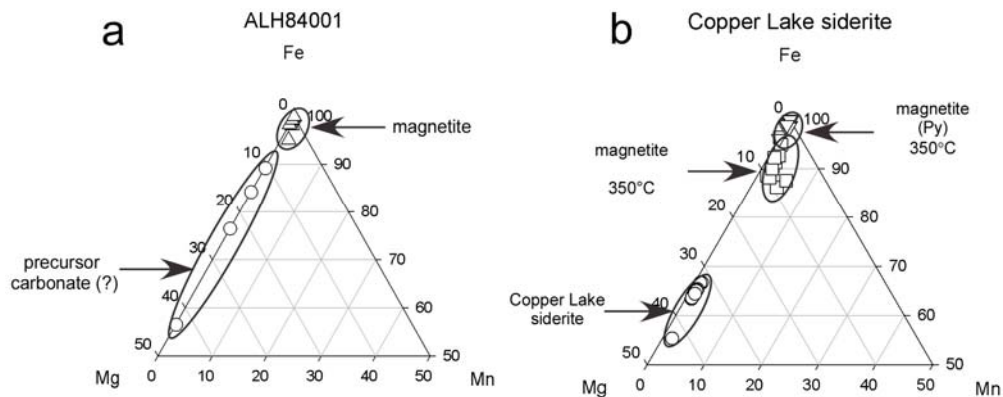 a
ALH84001
Fe
0
100
magnetite
10
90
20
80
30
70
precursor
carbonate (?)
40
60
50
50
Mg
0
10
20
30
40
50
Mn
b
Copper Lake siderite
Fe
0
100
magnetite
(Py)
350°C
magnetite
350°C
10
90
20
80
30
70
Copper Lake
siderite
40
60
50
50
Mg
0
10
20
30
40
50
Mn